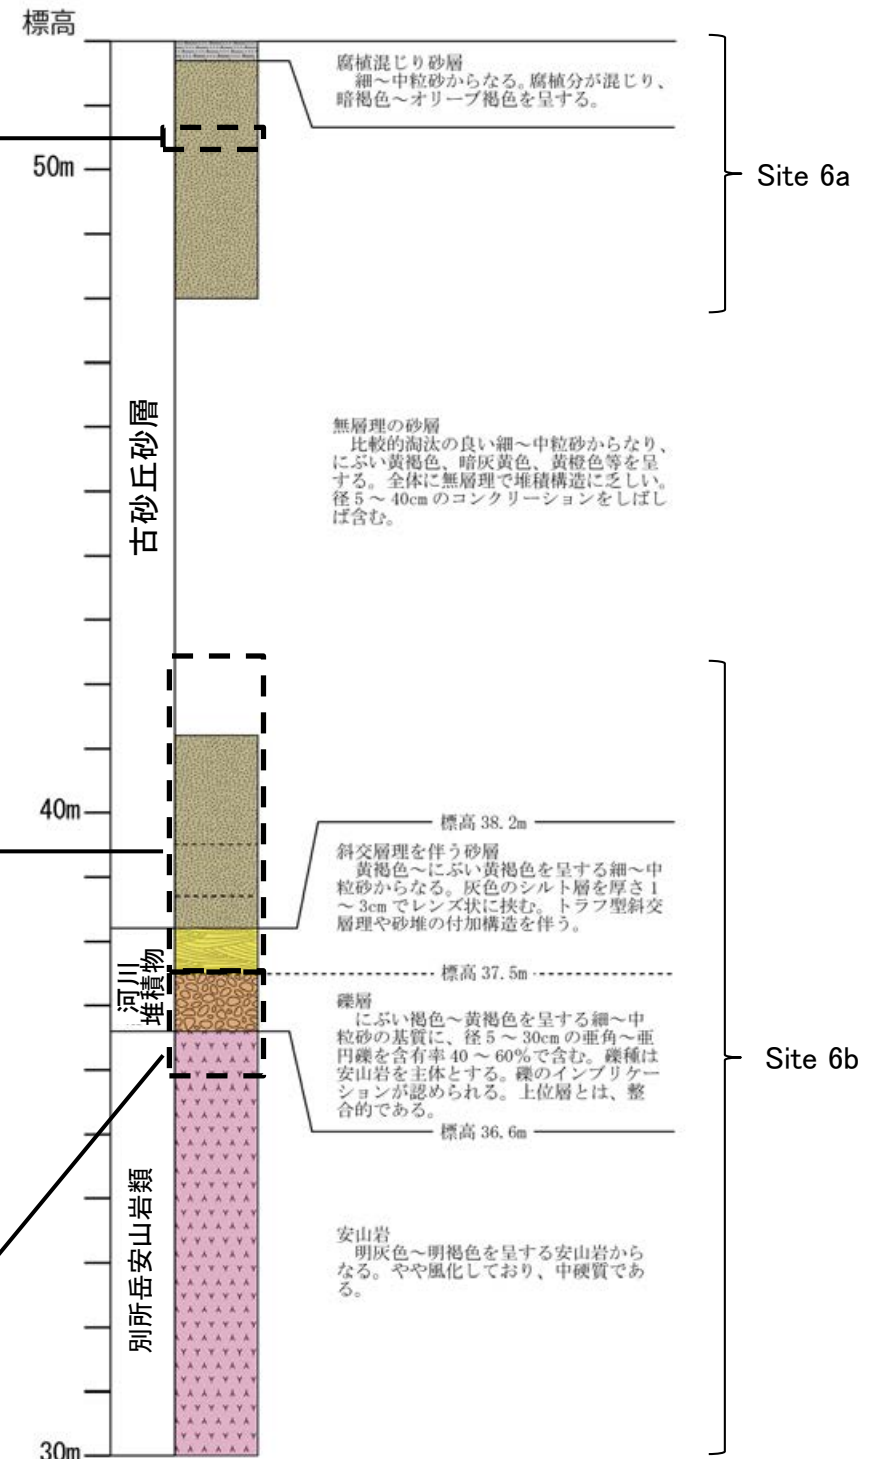 標高
腐植混じり砂層
細～中粒砂からなる。腐植分が混じり、
暗褐色～オリーブ褐色を呈する。
50m
Site 6a
古砂丘砂層
無層理の砂層
比較的淘汰の良い細～中粒砂からなり、
にぶい黄褐色、暗灰黄色、黄橙色等を呈
する。全体に無層理で堆積構造に乏しい。
径5～40cmのコンクリーションをしばし
ば含む。
40m
標高38.2m
斜交層理を伴う砂層
黄褐色～にぶい黄褐色を呈する細～中
粒砂からなる。灰色のシルト層を厚さ1
～3cmでレンズ状に挟む。トラフ型斜交
層理や砂堆の付加構造を伴う。
河川
堆積物
標高37.5m
礫層
にぶい褐色～黄褐色を呈する細～中
粒砂の基質に、径5～30cmの亜角～亜
円礫を含有率40～60%で含む。礫種は
安山岩を主体とする。礫のインブリケー
ションが認められる。上位層とは、整
合的である。
標高36.6m
Site 6b
別所岳安山岩類
安山岩
明灰色～明褐色を呈する安山岩から
なる。やや風化しており、中硬質であ
る。
30m